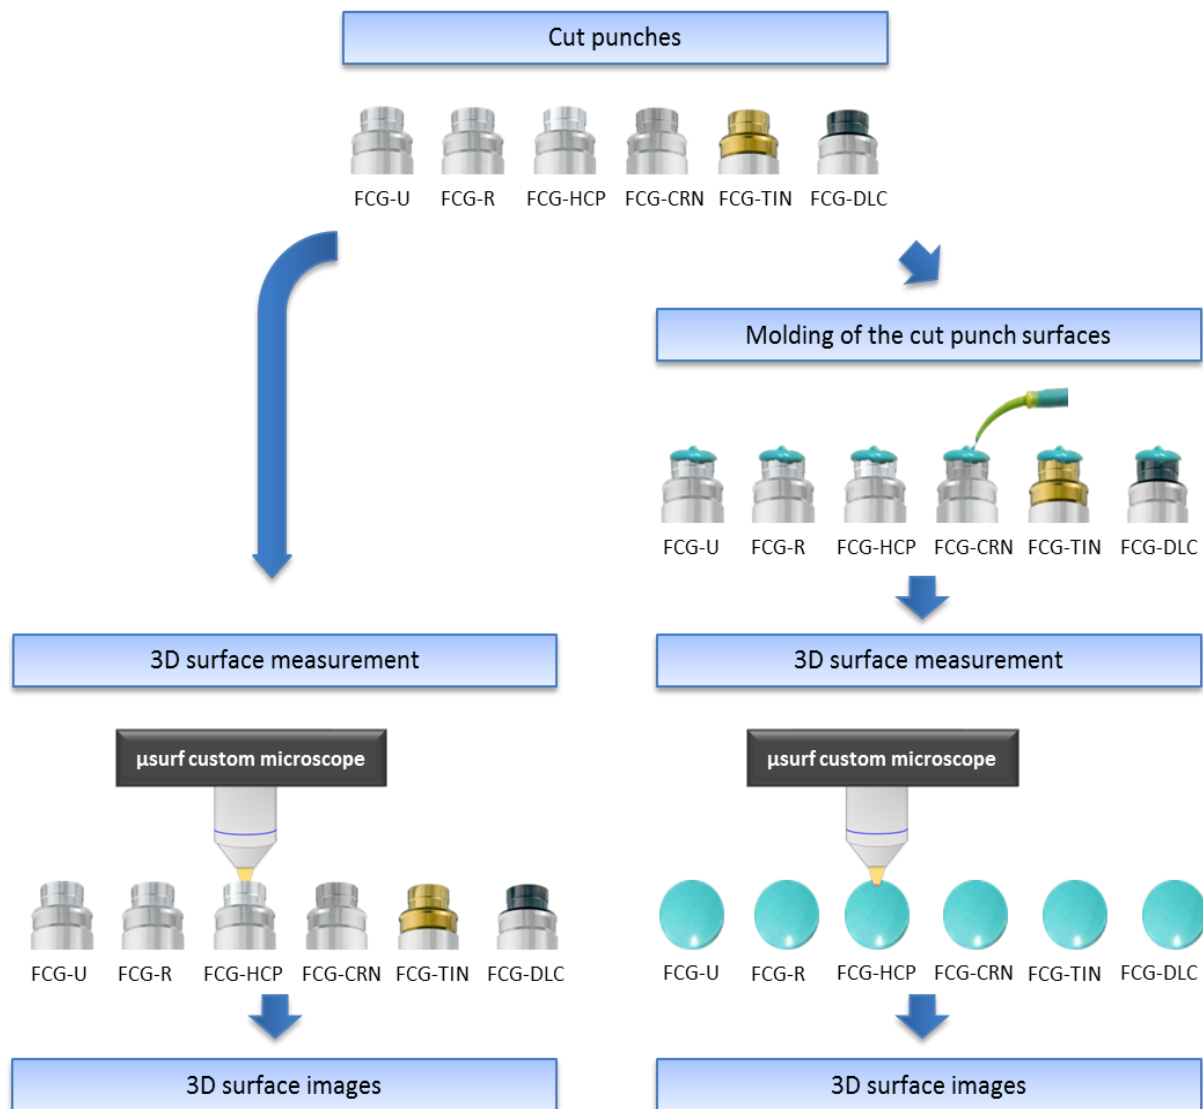 Cut punches
FCG-U FCG-R FCG-HCP FCG-CRN FCG-TIN FCG-DLC
Molding of the cut punch surfaces
FCG-U FCG-R FCG-HCP FCG-CRN FCG-TIN FCG-DLC
3D surface measurement
µsurf custom microscope
FCG-U FCG-R FCG-HCP FCG-CRN FCG-TIN FCG-DLC
3D surface images
3D surface measurement
µsurf custom microscope
FCG-U FCG-R FCG-HCP FCG-CRN FCG-TIN FCG-DLC
3D surface images